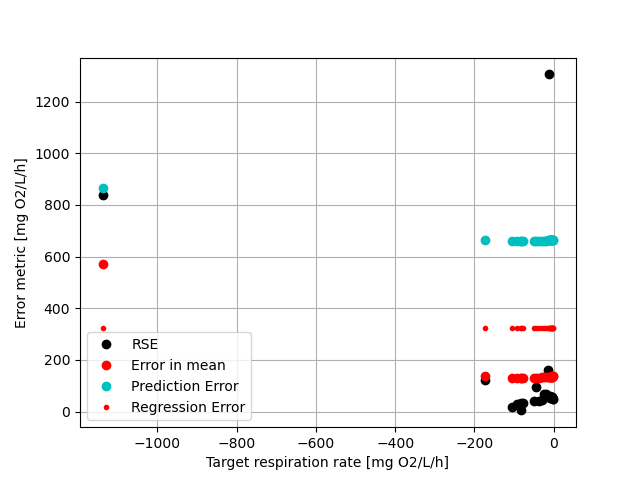 1200
1000
800
600
400
200
0
Error metric [mg O2/L/h]
RSE
Error in mean
Prediction Error
Regression Error
−1000 −800 −600 −400 −200 0
Target respiration rate [mg O2/L/h]